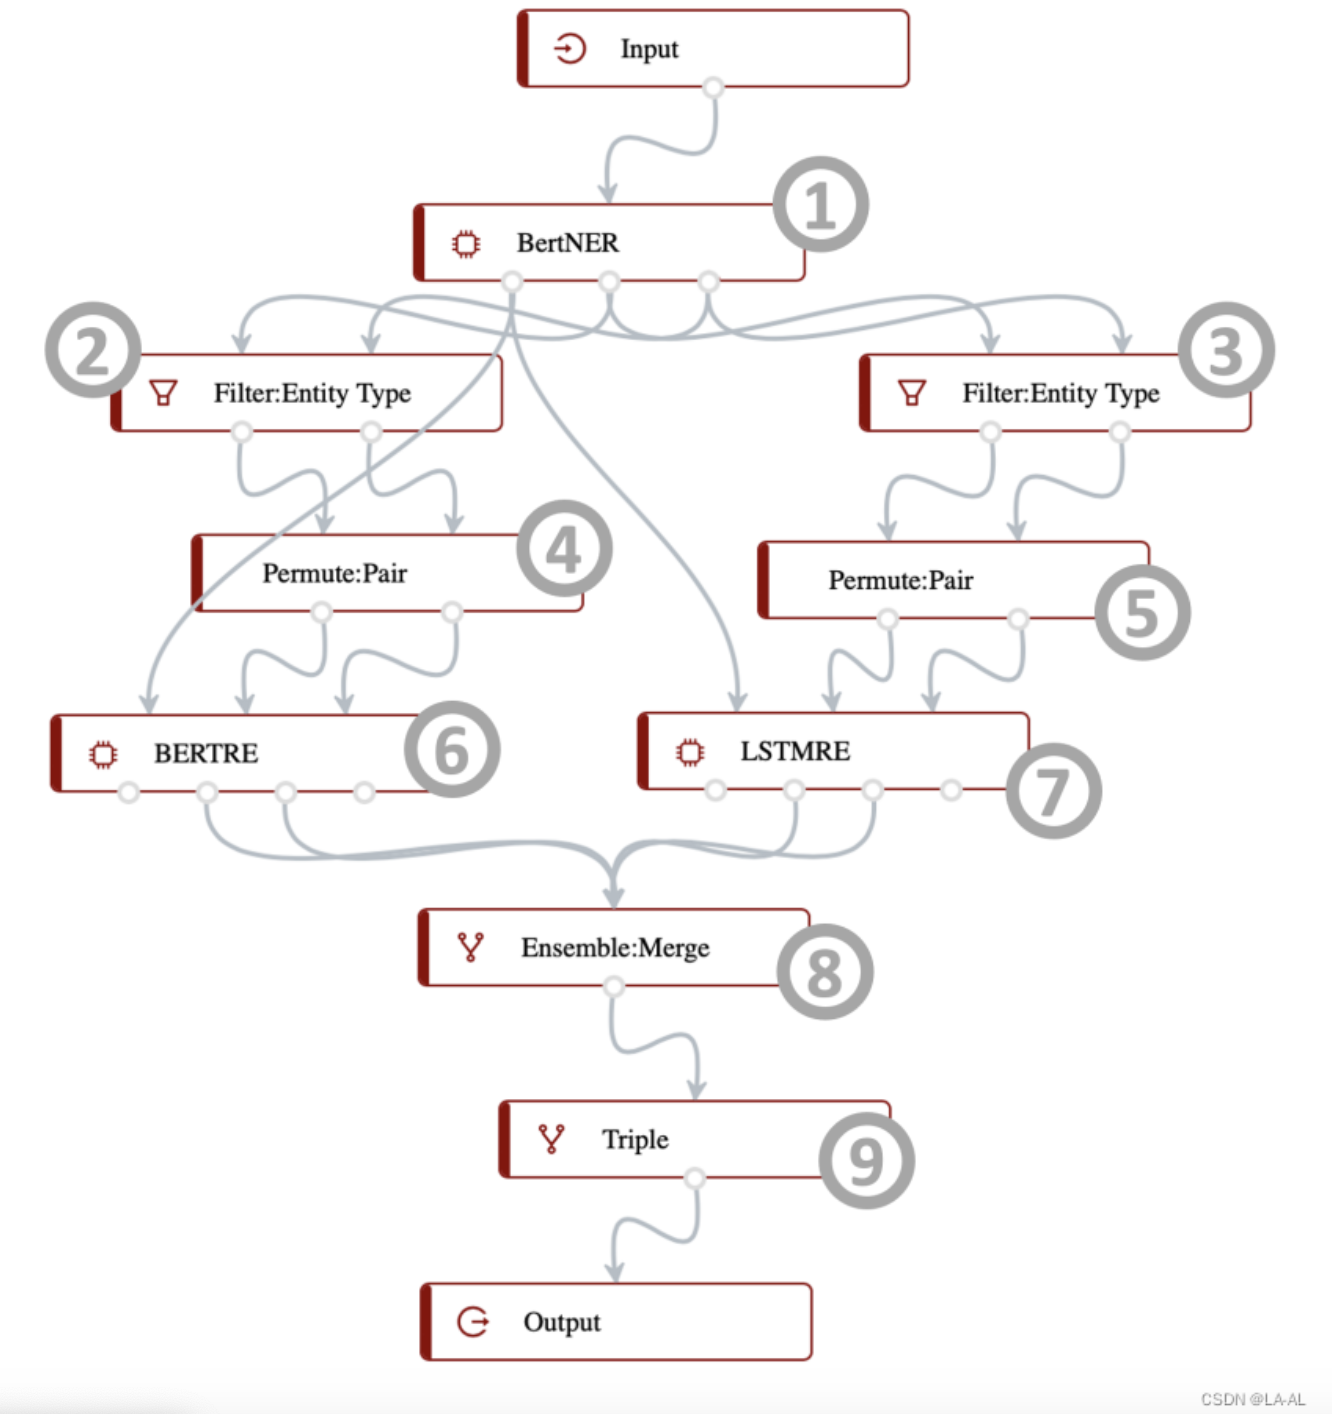 Input
1
BertNER
2
Filter:Entity Type
3
Filter:Entity Type
4
Permute:Pair
5
Permute:Pair
6
BERTRE
7
LSTMRE
8
Ensemble:Merge
9
Triple
Output
CSDN @LA-AL